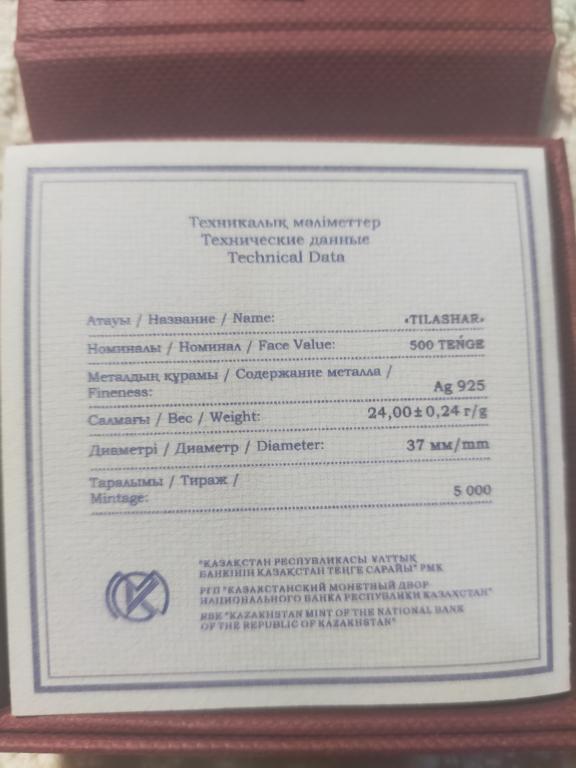 Техникалық мәліметтер
Технические данные
Technical Data
Атауы / Название / Name: «TILASHAR»
Номиналы / Номинал / Face Value: 500 TEŃGE
Металдың құрамы / Содержание металла /
Fineness: Ag 925
Салмағы / Вес / Weight: 24,00±0,24 г/g
Диаметрі / Диаметр / Diameter: 37 мм/mm
Таралымы / Тираж /
Mintage: 5 000
"ҚАЗАҚСТАН РЕСПУБЛИКАСЫ ҰЛТТЫҚ
БАНКІНІҢ ҚАЗАҚСТАН ТЕҢГЕ САРАЙЫ" РМК
РГП "КАЗАХСТАНСКИЙ МОНЕТНЫЙ ДВОР
НАЦИОНАЛЬНОГО БАНКА РЕСПУБЛИКИ КАЗАХСТАН"
RSE "KAZAKHSTAN MINT OF THE NATIONAL BANK
OF THE REPUBLIC OF KAZAKHSTAN"